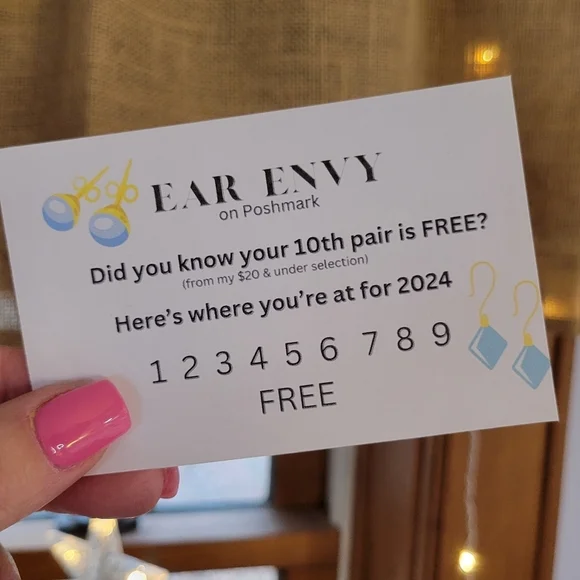 EAR ENVY
on Poshmark
Did you know your 10th pair is FREE?
(from my $20 & under selection)
Here's where you're at for 2024
1 2 3 4 5 6 7 8 9
FREE